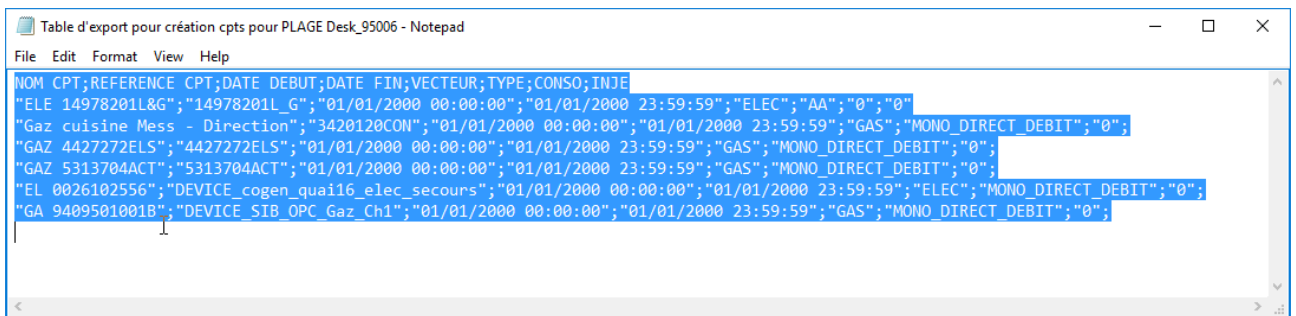 Table d'export pour création cpts pour PLAGE Desk_95006 - Notepad
File Edit Format View Help
NOM CPT;REFERENCE CPT;DATE DEBUT;DATE FIN;VECTEUR;TYPE;CONSO;INJE
"ELE 14978201L&G";"14978201L_G";"01/01/2000 00:00:00";"01/01/2000 23:59:59";"ELEC";"AA";"0";"0"
"Gaz cuisine Mess - Direction";"3420120CON";"01/01/2000 00:00:00";"01/01/2000 23:59:59";"GAS";"MONO_DIRECT_DEBIT";"0";
"GAZ 4427272ELS";"4427272ELS";"01/01/2000 00:00:00";"01/01/2000 23:59:59";"GAS";"MONO_DIRECT_DEBIT";"0";
"GAZ 5313704ACT";"5313704ACT";"01/01/2000 00:00:00";"01/01/2000 23:59:59";"GAS";"MONO_DIRECT_DEBIT";"0";
"EL 0026102556";"DEVICE_cogen_quai16_elec_secours";"01/01/2000 00:00:00";"01/01/2000 23:59:59";"ELEC";"MONO_DIRECT_DEBIT";"0";
"GA 9409501001B";"DEVICE_SIB_OPC_Gaz_Ch1";"01/01/2000 00:00:00";"01/01/2000 23:59:59";"GAS";"MONO_DIRECT_DEBIT";"0";